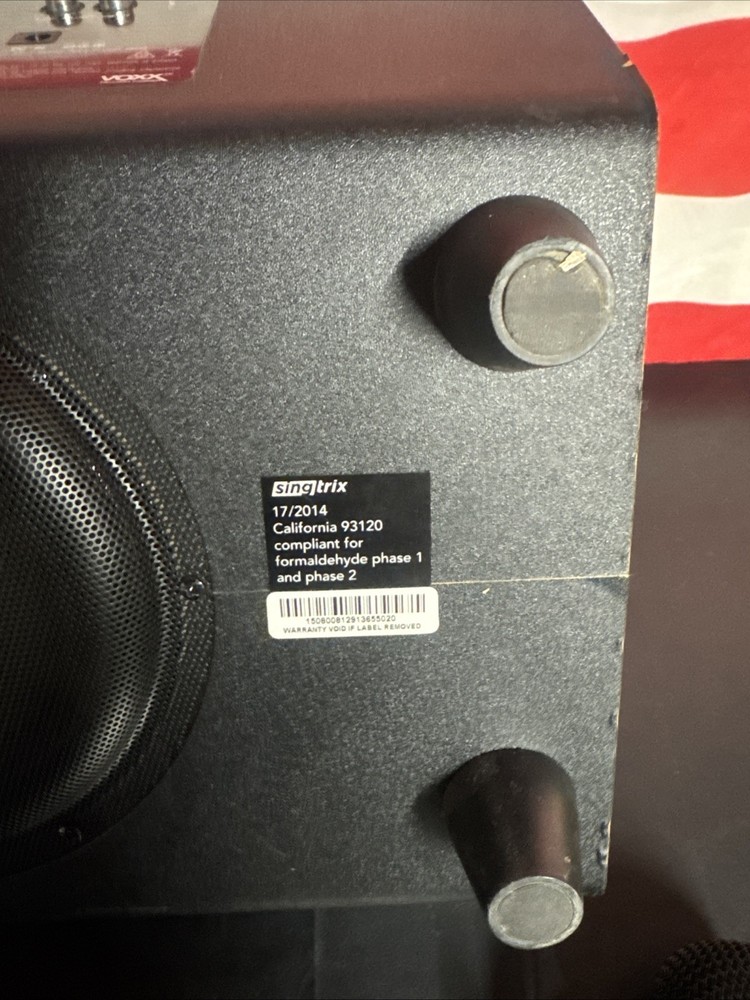 VOXX
singtrix
17/2014
California 93120
compliant for
formaldehyde phase 1
and phase 2
150800812913655020
WARRANTY VOID IF LABEL REMOVED